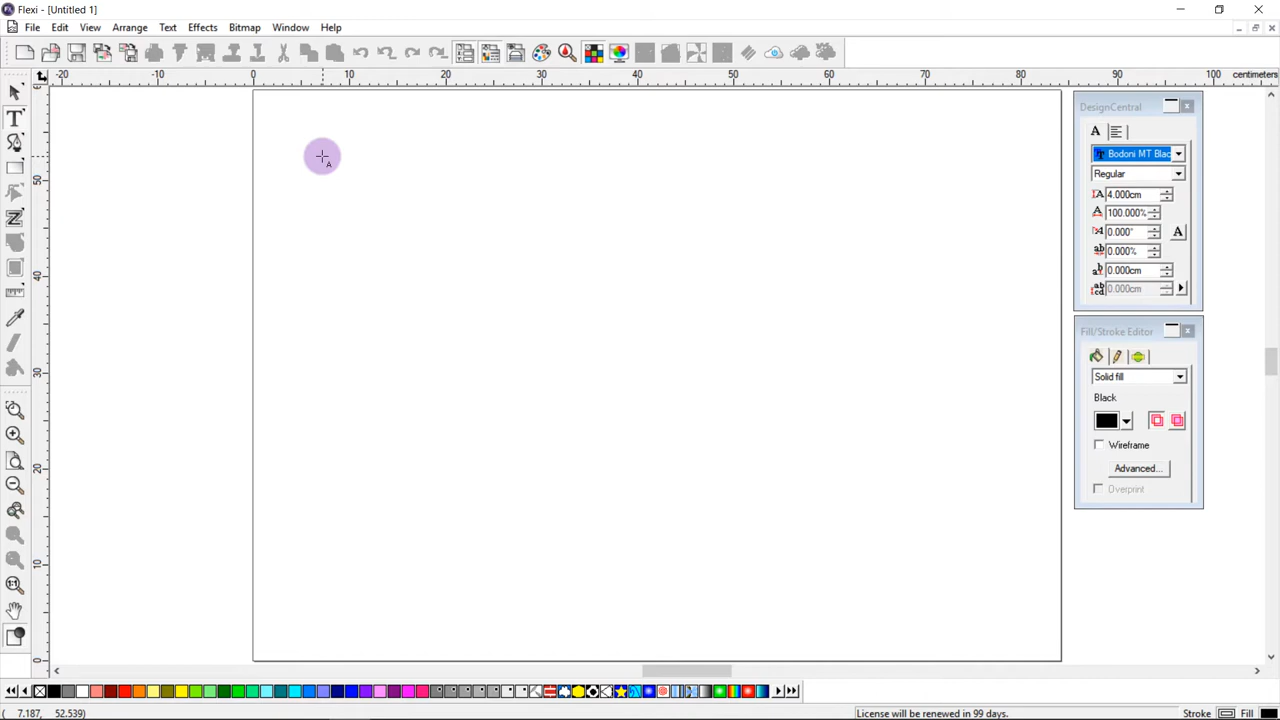 Flexi - [Untitled 1]
File Edit View Arrange Text Effects Bitmap Window Help
-20 -10 0 10 20 30 40 50 60 70 80 90 100 centimeters
DesignCentral
A
Bodoni MT Blac
Regular
4.000cm
100.000%
0.000°
A
0.000%
0.000cm
0.000cm
Fill/Stroke Editor
Solid fill
Black
Wireframe
Advanced...
Overprint
50
40
30
20
10
0
( 7.187, 52.539)
License will be renewed in 99 days.
Stroke
Fill